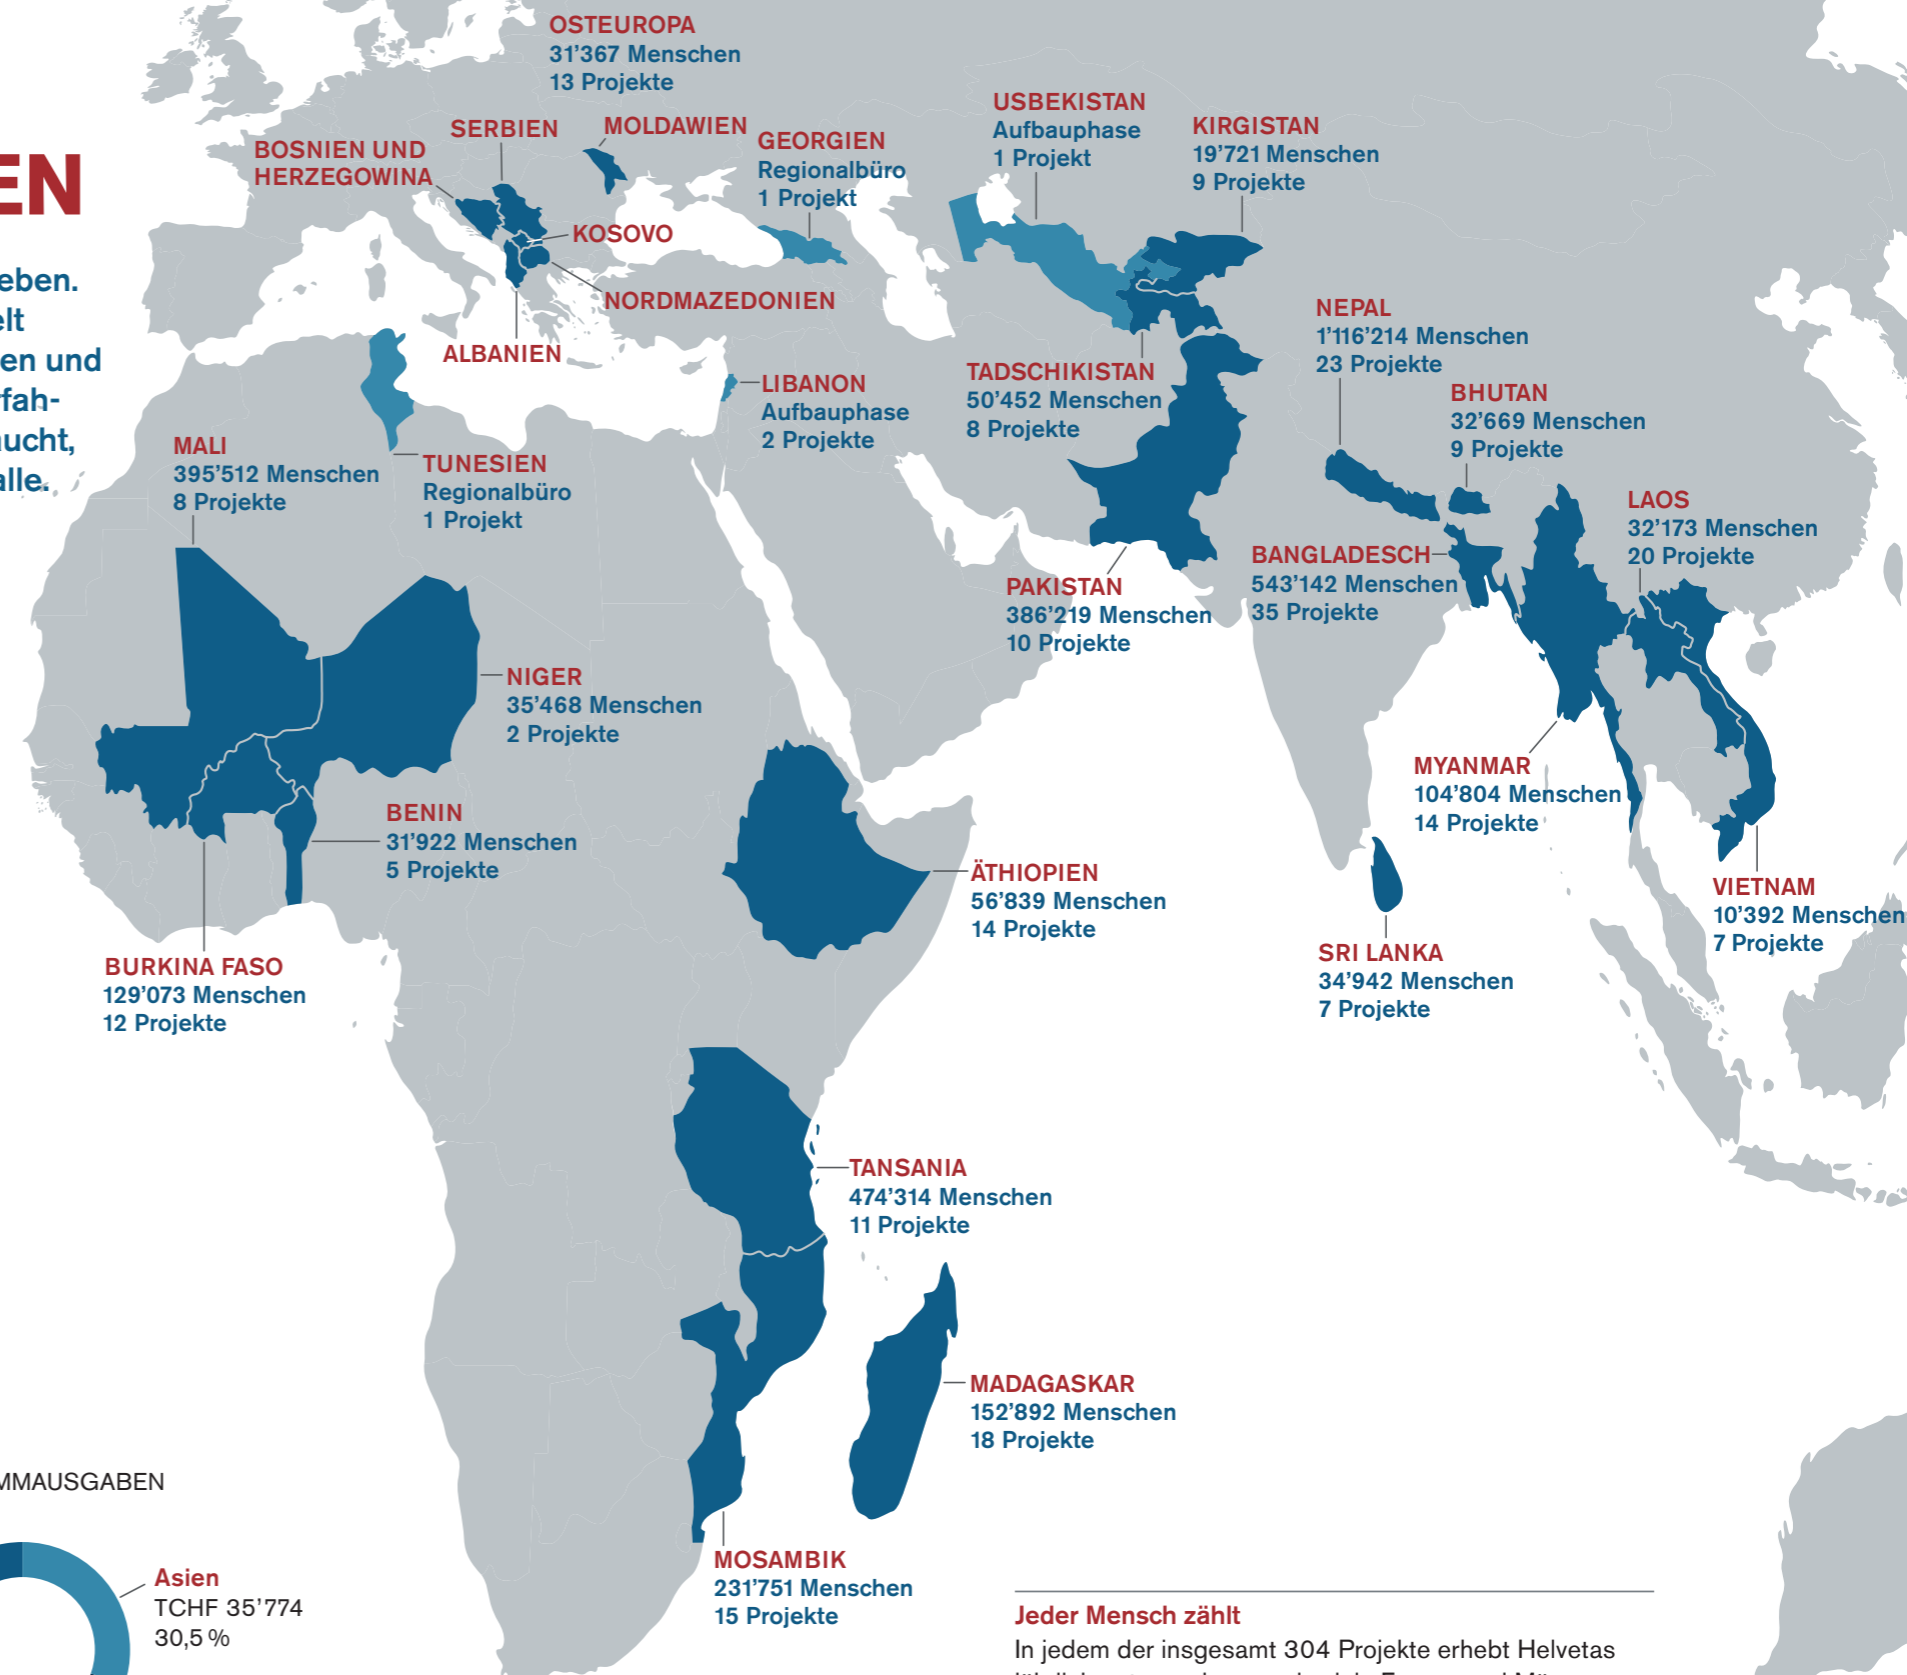 OSTEUROPA
31’367 Menschen
13 Projekte
SERBIEN
MOLDAWIEN
BOSNIEN UND
HERZEGOWINA
GEORGIEN
Regionalbüro
1 Projekt
USBEKISTAN
Aufbauphase
1 Projekt
KIRGISTAN
19’721 Menschen
9 Projekte
EN
KOSOVO
NORDMAZEDONIEN
ALBANIEN
eben.
elt
en und
fah-
ucht,
alle.
LIBANON
Aufbauphase
2 Projekte
TADSCHIKISTAN
50’452 Menschen
8 Projekte
NEPAL
1’116’214 Menschen
23 Projekte
BHUTAN
32’669 Menschen
9 Projekte
MALI
395’512 Menschen
8 Projekte
TUNESIEN
Regionalbüro
1 Projekt
LAOS
32’173 Menschen
20 Projekte
PAKISTAN
386’219 Menschen
10 Projekte
BANGLADESCH
543’142 Menschen
35 Projekte
NIGER
35’468 Menschen
2 Projekte
MYANMAR
104’804 Menschen
14 Projekte
BENIN
31’922 Menschen
5 Projekte
ÄTHIOPIEN
56’839 Menschen
14 Projekte
VIETNAM
10’392 Menschen
7 Projekte
BURKINA FASO
129’073 Menschen
12 Projekte
SRI LANKA
34’942 Menschen
7 Projekte
TANSANIA
474’314 Menschen
11 Projekte
MADAGASKAR
152’892 Menschen
18 Projekte
MMAUSGABEN
Asien
TCHF 35’774
30,5 %
MOSAMBIK
231’751 Menschen
15 Projekte
Jeder Mensch zählt
In jedem der insgesamt 304 Projekte erhebt Helvetas